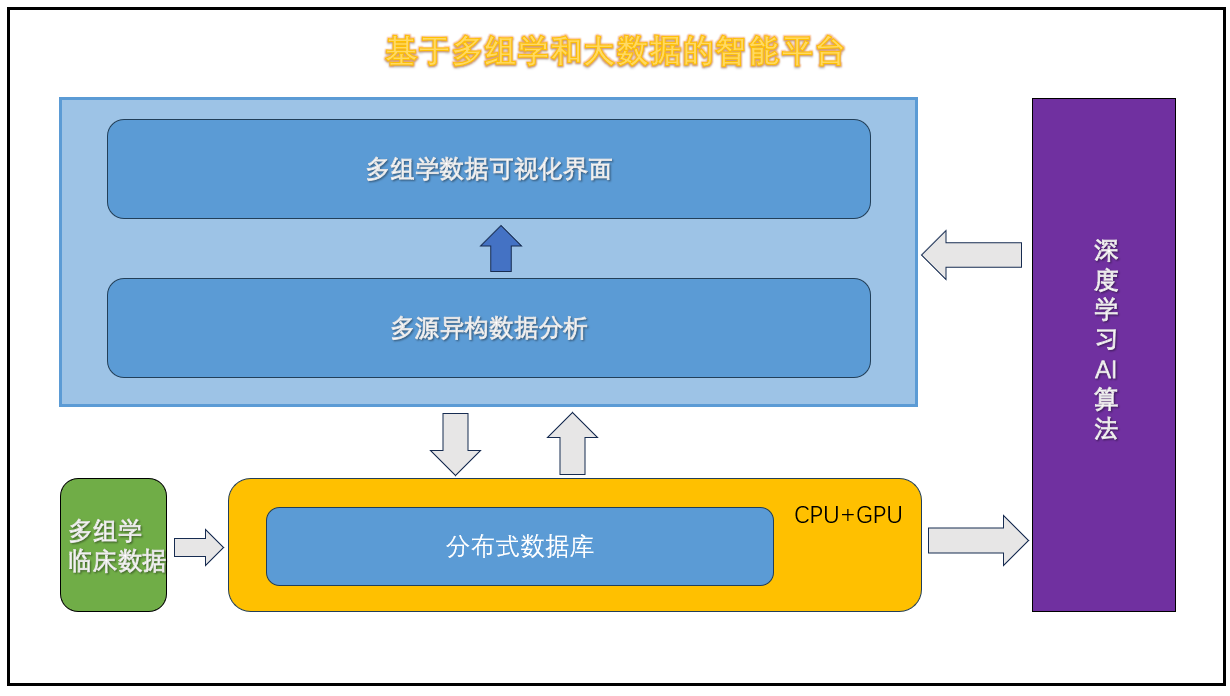 基于多组学和大数据的智能平台
多组学数据可视化界面
多源异构数据分析
深
度
学
习
AI
算
法
多组学
临床数据
分布式数据库
CPU+GPU